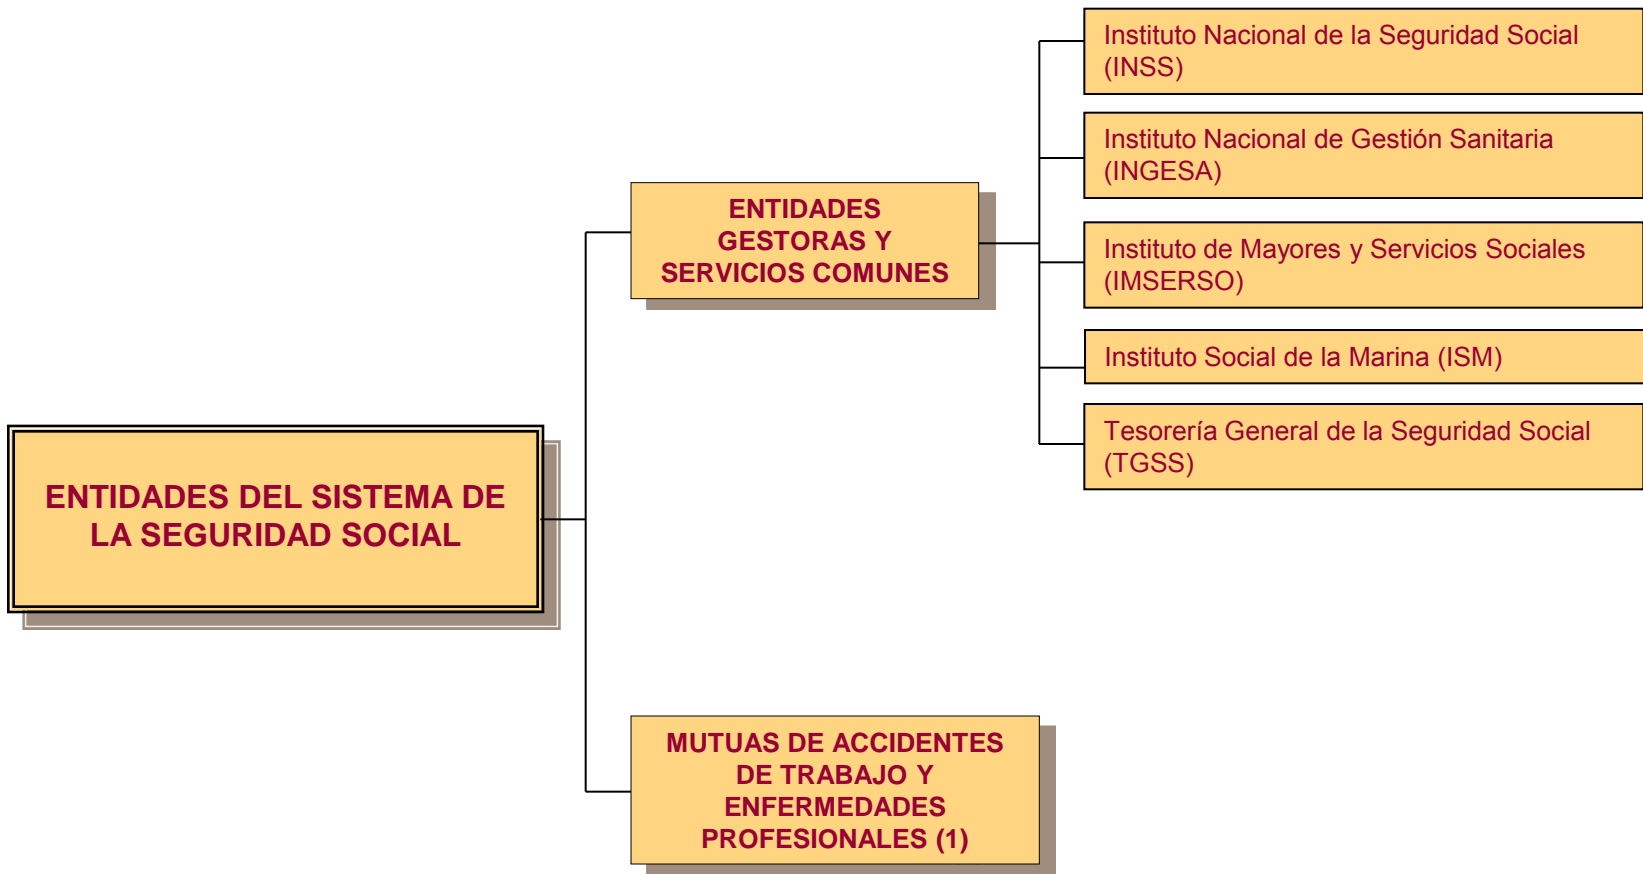 ENTIDADES DEL SISTEMA DE
LA SEGURIDAD SOCIAL
ENTIDADES
GESTORAS Y
SERVICIOS COMUNES
Instituto Nacional de la Seguridad Social
(INSS)
Instituto Nacional de Gestión Sanitaria
(INGESA)
Instituto de Mayores y Servicios Sociales
(IMSERSO)
Instituto Social de la Marina (ISM)
Tesorería General de la Seguridad Social
(TGSS)
MUTUAS DE ACCIDENTES
DE TRABAJO Y
ENFERMEDADES
PROFESIONALES (1)